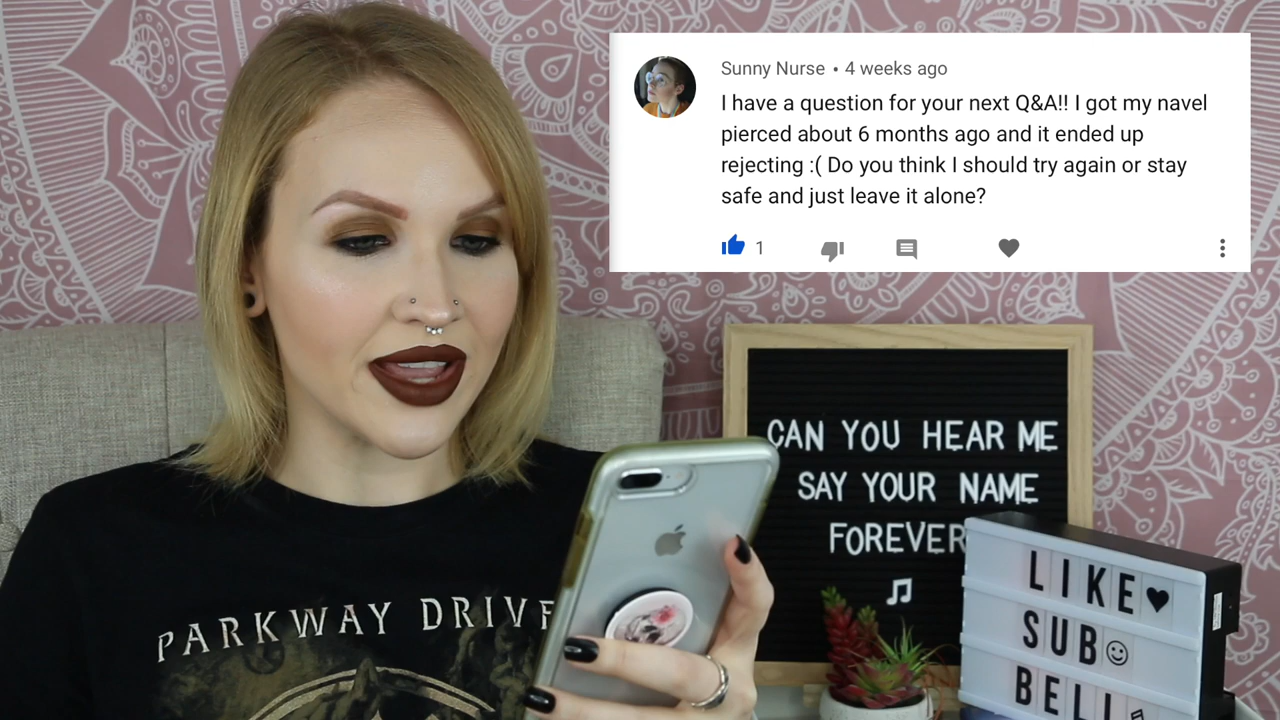 Sunny Nurse • 4 weeks ago
I have a question for your next Q&A!! I got my navel
pierced about 6 months ago and it ended up
rejecting :( Do you think I should try again or stay
safe and just leave it alone?
1
CAN YOU HEAR ME
SAY YOUR NAME
FOREVER
LIKE♥
SUB☺
BELL
PARKWAY DRIVE